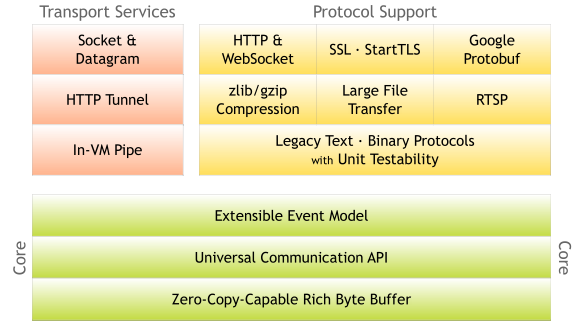 Transport Services
Protocol Support
Socket &
Datagram
HTTP &
WebSocket
SSL · StartTLS
Google
Protobuf
HTTP Tunnel
zlib/gzip
Compression
Large File
Transfer
RTSP
In-VM Pipe
Legacy Text · Binary Protocols
with Unit Testability
Core
Extensible Event Model
Universal Communication API
Zero-Copy-Capable Rich Byte Buffer
Core